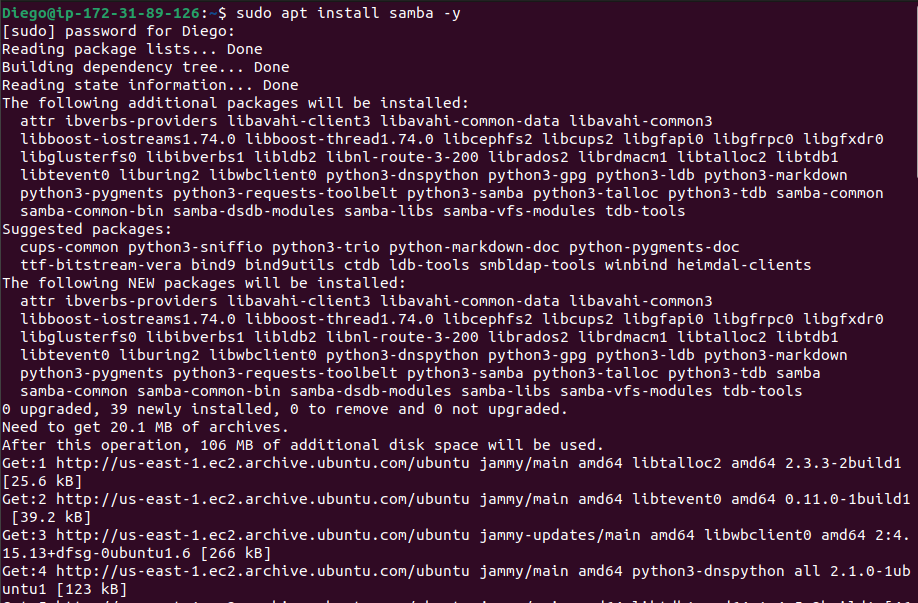 Diego@ip-172-31-89-126:~$ sudo apt install samba -y
[sudo] password for Diego:
Reading package lists... Done
Building dependency tree... Done
Reading state information... Done
The following additional packages will be installed:
  attr ibverbs-providers libavahi-client3 libavahi-common-data libavahi-common3
  libboost-iostreams1.74.0 libboost-thread1.74.0 libcephfs2 libcups2 libgfapi0 libgfrpc0 libgfxdr0
  libglusterfs0 libibverbs1 libldb2 libnl-route-3-200 librados2 librdmacm1 libtalloc2 libtdb1
  libtevent0 liburing2 libwbclient0 python3-dnspython python3-gpg python3-ldb python3-markdown
  python3-pygments python3-requests-toolbelt python3-samba python3-talloc python3-tdb samba-common
  samba-common-bin samba-dsdb-modules samba-libs samba-vfs-modules tdb-tools
Suggested packages:
  cups-common python3-sniffio python3-trio python-markdown-doc python-pygments-doc
  ttf-bitstream-vera bind9 bind9utils ctdb ldb-tools smbldap-tools winbind heimdal-clients
The following NEW packages will be installed:
  attr ibverbs-providers libavahi-client3 libavahi-common-data libavahi-common3
  libboost-iostreams1.74.0 libboost-thread1.74.0 libcephfs2 libcups2 libgfapi0 libgfrpc0 libgfxdr0
  libglusterfs0 libibverbs1 libldb2 libnl-route-3-200 librados2 librdmacm1 libtalloc2 libtdb1
  libtevent0 liburing2 libwbclient0 python3-dnspython python3-gpg python3-ldb python3-markdown
  python3-pygments python3-requests-toolbelt python3-samba python3-talloc python3-tdb samba
  samba-common samba-common-bin samba-dsdb-modules samba-libs samba-vfs-modules tdb-tools
0 upgraded, 39 newly installed, 0 to remove and 0 not upgraded.
Need to get 20.1 MB of archives.
After this operation, 106 MB of additional disk space will be used.
Get:1 http://us-east-1.ec2.archive.ubuntu.com/ubuntu jammy/main amd64 libtalloc2 amd64 2.3.3-2build1
[25.6 kB]
Get:2 http://us-east-1.ec2.archive.ubuntu.com/ubuntu jammy/main amd64 libtevent0 amd64 0.11.0-1build1
 [39.2 kB]
Get:3 http://us-east-1.ec2.archive.ubuntu.com/ubuntu jammy-updates/main amd64 libwbclient0 amd64 2:4.
15.13+dfsg-0ubuntu1.6 [266 kB]
Get:4 http://us-east-1.ec2.archive.ubuntu.com/ubuntu jammy/main amd64 python3-dnspython all 2.1.0-1ub
untu1 [123 kB]